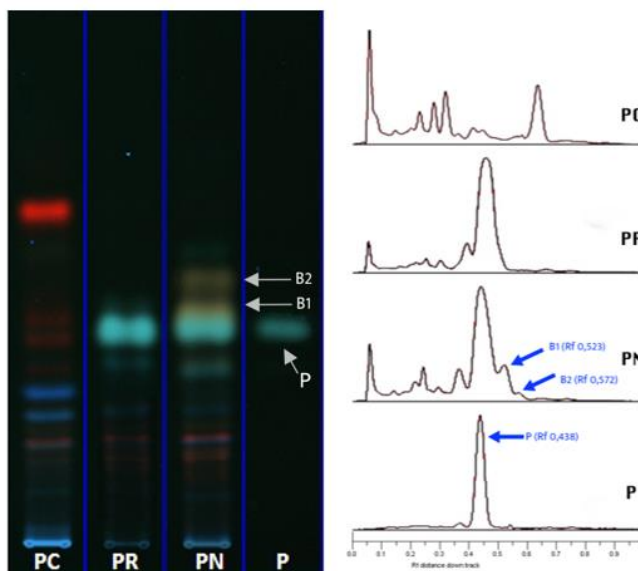 B2
B1
P
PC
PR
PN
P
PC
PR
PN
P
B1 (Rf 0,523)
B2 (Rf 0,572)
P (Rf 0,438)
0.0 0.1 0.2 0.3 0.4 0.5 0.6 0.7 0.8 0.9
Rf distance down track